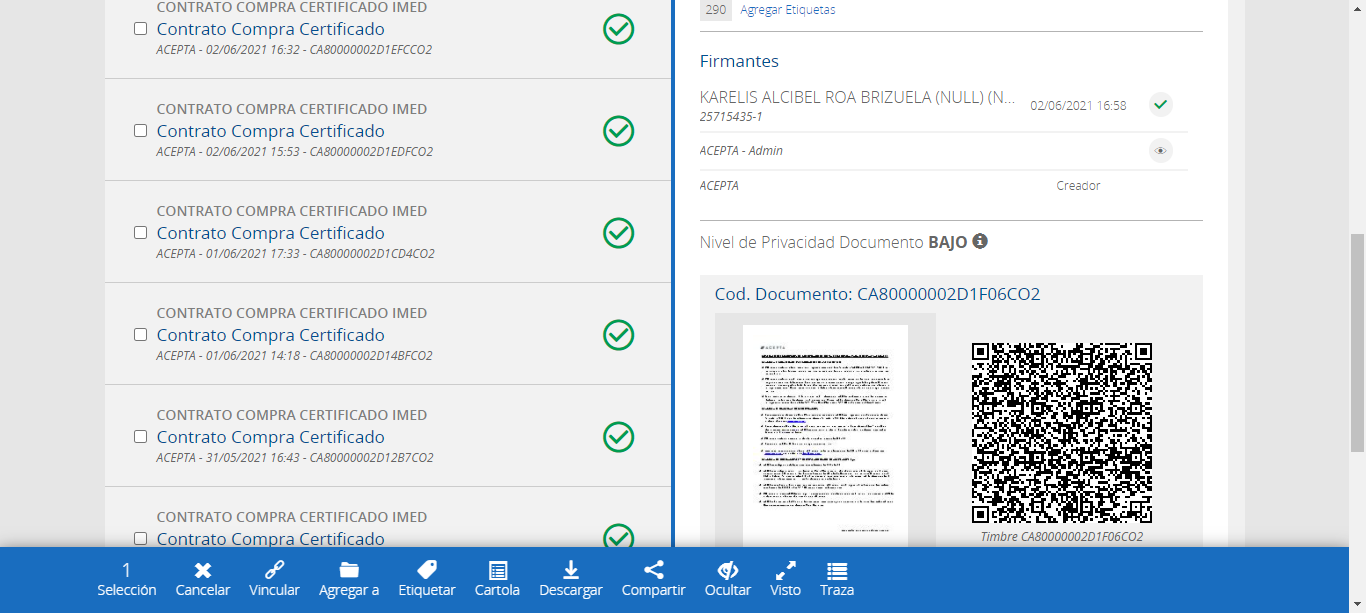 CONTRATO COMPRA CERTIFICADO IMED
Contrato Compra Certificado
ACEPTA - 02/06/2021 16:32 - CA80000002D1EFCCO2
CONTRATO COMPRA CERTIFICADO IMED
Contrato Compra Certificado
ACEPTA - 02/06/2021 15:53 - CA80000002D1EDFCO2
CONTRATO COMPRA CERTIFICADO IMED
Contrato Compra Certificado
ACEPTA - 01/06/2021 17:33 - CA80000002D1CD4CO2
CONTRATO COMPRA CERTIFICADO IMED
Contrato Compra Certificado
ACEPTA - 01/06/2021 14:18 - CA80000002D14BFCO2
CONTRATO COMPRA CERTIFICADO IMED
Contrato Compra Certificado
ACEPTA - 31/05/2021 16:43 - CA80000002D12B7CO2
CONTRATO COMPRA CERTIFICADO IMED
Contrato Compra Certificado
290 Agregar Etiquetas
Firmantes
KARELIS ALCIBEL ROA BRIZUELA (NULL) (N... 02/06/2021 16:58
25715435-1
ACEPTA - Admin
ACEPTA Creador
Nivel de Privacidad Documento BAJO
Cod. Documento: CA80000002D1F06CO2
ACEPTA
Timbre CA80000002D1F06CO2
1
Selección Cancelar Vincular Agregar a Etiquetar Cartola Descargar Compartir Ocultar Visto Traza